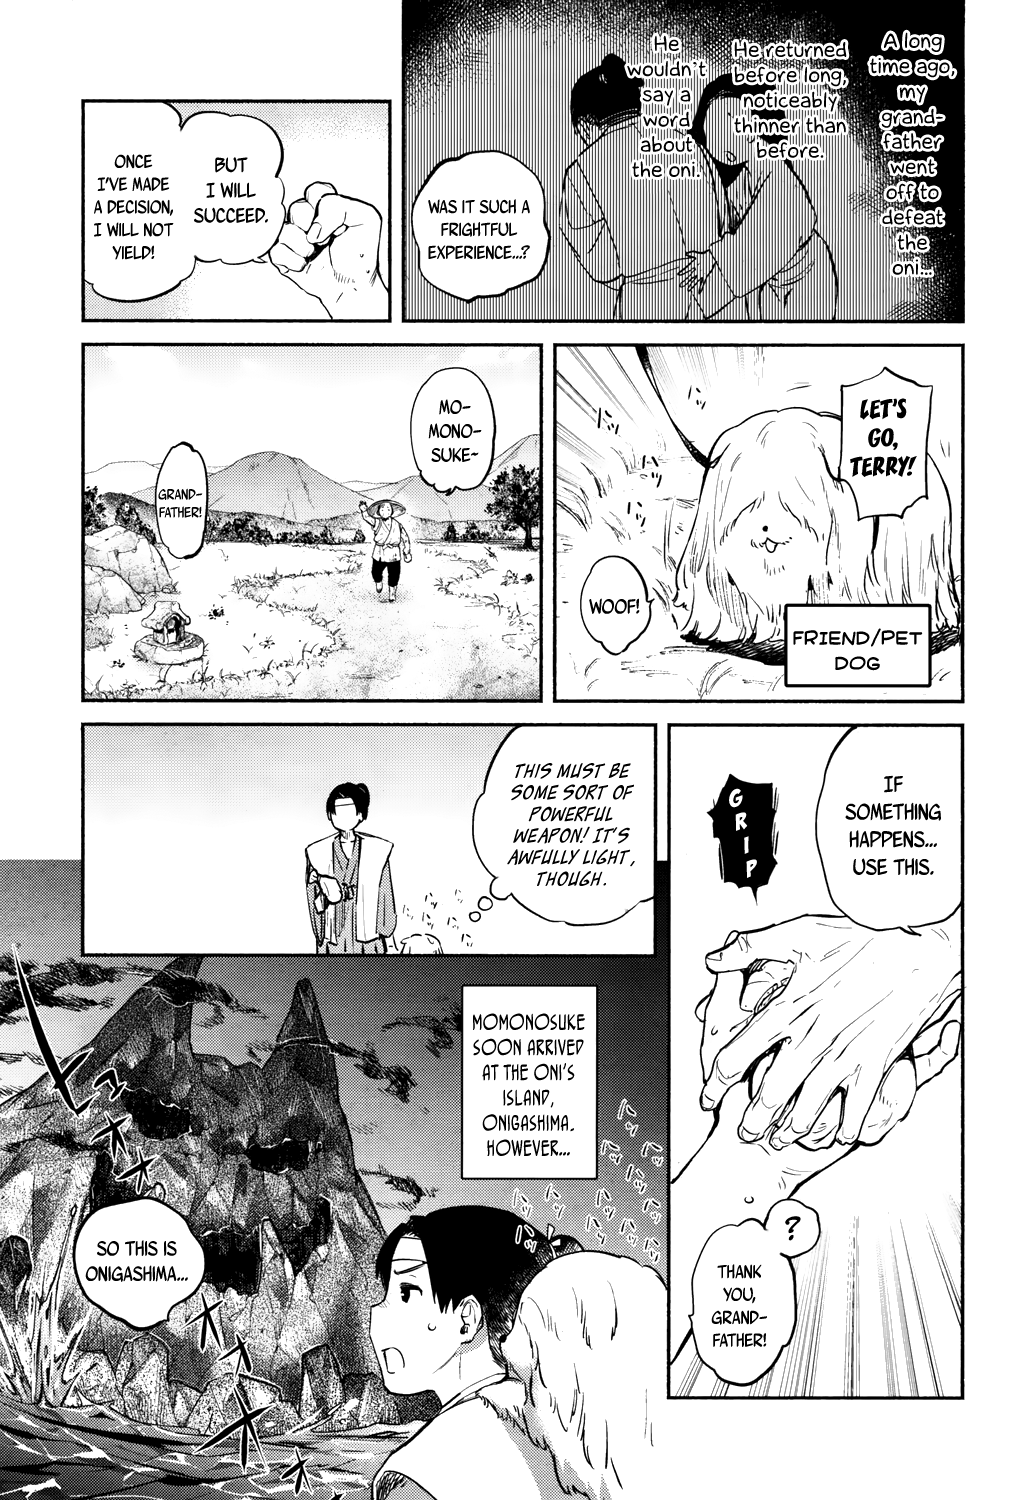 A long
time ago,
my
grand-
father
went
off to
defeat
the
oni...
He returned
before long,
noticeably
thinner than
before.
He
wouldn't
say a
word
about
the oni.
WAS IT SUCH A
FRIGHTFUL
EXPERIENCE...?
BUT
I WILL
SUCCEED.
ONCE
I'VE MADE
A DECISION,
I WILL NOT
YIELD!
LET'S
GO,
TERRY!
WOOF!
FRIEND/PET
DOG
MO-
MONO-
SUKE~
GRAND-
FATHER!
IF
SOMETHING
HAPPENS...
USE THIS.
GRIP
?
THANK
YOU,
GRAND-
FATHER!
THIS MUST BE
SOME SORT OF
POWERFUL
WEAPON! IT'S
AWFULLY LIGHT,
THOUGH.
MOMONOSUKE
SOON ARRIVED
AT THE ONI'S
ISLAND,
ONIGASHIMA.
HOWEVER...
SO THIS IS
ONIGASHIMA...